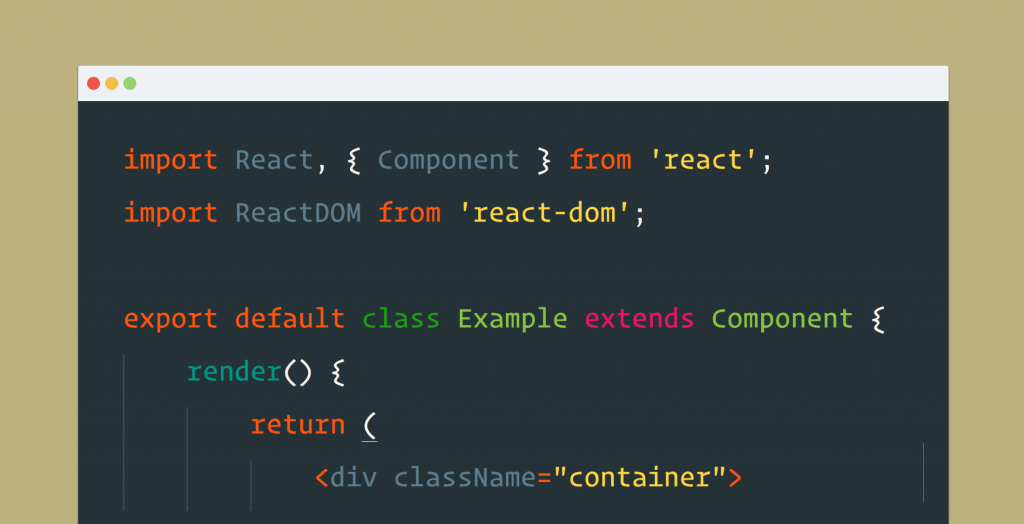 import React, { Component } from 'react';
import ReactDOM from 'react-dom';
export default class Example extends Component {
render() {
return (
<div className="container">